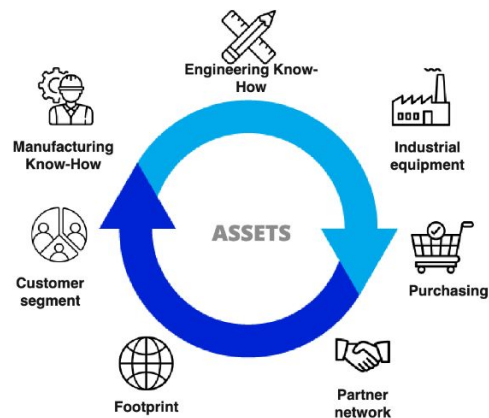 Engineering Know-
How
Manufacturing
Know-How
Industrial
equipment
ASSETS
Customer
segment
Purchasing
Footprint
Partner
network